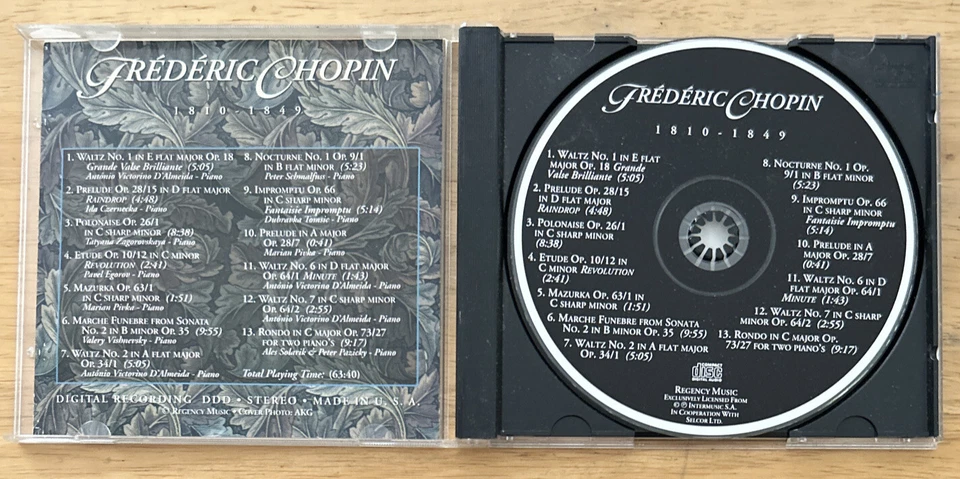 FRÉDÉRIC CHOPIN
1810-1849
1. WALTZ NO. 1 IN E FLAT MAJOR OP. 18
Grande Valse Brilliante (5:05)
António Victorino D'Almeida - Piano
2. PRELUDE OP. 28/15 IN D FLAT MAJOR
RAINDROP (4:48)
Ida Czernecka - Piano
3. POLONAISE OP. 26/1
IN C SHARP MINOR (8:38)
Tatyana Zagorovskaya - Piano
4. ETUDE OP. 10/12 IN C MINOR
REVOLUTION (2:41)
Pavel Egorov - Piano
5. MAZURKA OP. 63/1
IN C SHARP MINOR (1:51)
Marian Pivka - Piano
6. MARCHE FUNEBRE FROM SONATA
NO. 2 IN B MINOR OP. 35 (9:55)
Valery Vishnevsky - Piano
7. WALTZ NO. 2 IN A FLAT MAJOR
OP. 34/1 (5:05)
António Victorino D'Almeida - Piano
8. NOCTURNE NO. 1 OP. 9/1
IN B FLAT MINOR (5:23)
Peter Schmalfus - Piano
9. IMPROMPTU OP. 66
IN C SHARP MINOR
Fantaisie Impromptu (5:14)
Dubravka Tomsic - Piano
10. PRELUDE IN A MAJOR
OP. 28/7 (0:41)
Marian Pivka - Piano
11. WALTZ NO. 6 IN D FLAT MAJOR
OP. 64/1 MINUTE (1:43)
António Victorino D'Almeida - Piano
12. WALTZ NO. 7 IN C SHARP MINOR
OP. 64/2 (2:55)
António Victorino D'Almeida - Piano
13. RONDO IN C MAJOR OP. 73/27
FOR TWO PIANO'S (9:17)
Ales Solarik & Peter Pazicky - Piano
Total Playing Time: (63:40)
DIGITAL RECORDING DDD • STEREO • MADE IN U. S. A.
© REGENCY MUSIC • COVER PHOTO: AKG
FRÉDÉRIC CHOPIN
1810-1849
1. WALTZ NO. 1 IN E FLAT
MAJOR OP. 18 Grande
Valse Brilliante (5:05)
2. PRELUDE OP. 28/15
IN D FLAT MAJOR
RAINDROP (4:48)
3. POLONAISE OP. 26/1
IN C SHARP MINOR
(8:38)
4. ETUDE OP. 10/12 IN
C MINOR REVOLUTION
(2:41)
5. MAZURKA OP. 63/1 IN
C SHARP MINOR (1:51)
6. MARCHE FUNEBRE FROM SONATA
NO. 2 IN B MINOR OP. 35 (9:55)
7. WALTZ NO. 2 IN A FLAT MAJOR
OP. 34/1 (5:05)
8. NOCTURNE NO. 1 OP.
9/1 IN B FLAT MINOR
(5:23)
9. IMPROMPTU OP. 66
IN C SHARP MINOR
Fantaisie Impromptu
(5:14)
10. PRELUDE IN A
MAJOR OP. 28/7
(0:41)
11. WALTZ NO. 6 IN D
FLAT MAJOR OP. 64/1
MINUTE (1:43)
12. WALTZ NO. 7 IN C SHARP
MINOR OP. 64/2 (2:55)
13. RONDO IN C MAJOR OP.
73/27 FOR TWO PIANO'S (9:17)
COMPACT
disc
DIGITAL AUDIO
REGENCY MUSIC
EXCLUSIVELY LICENSED FROM
© ℗ INTERMUSIC S.A.
IN COOPERATION WITH
SELCOR LTD.